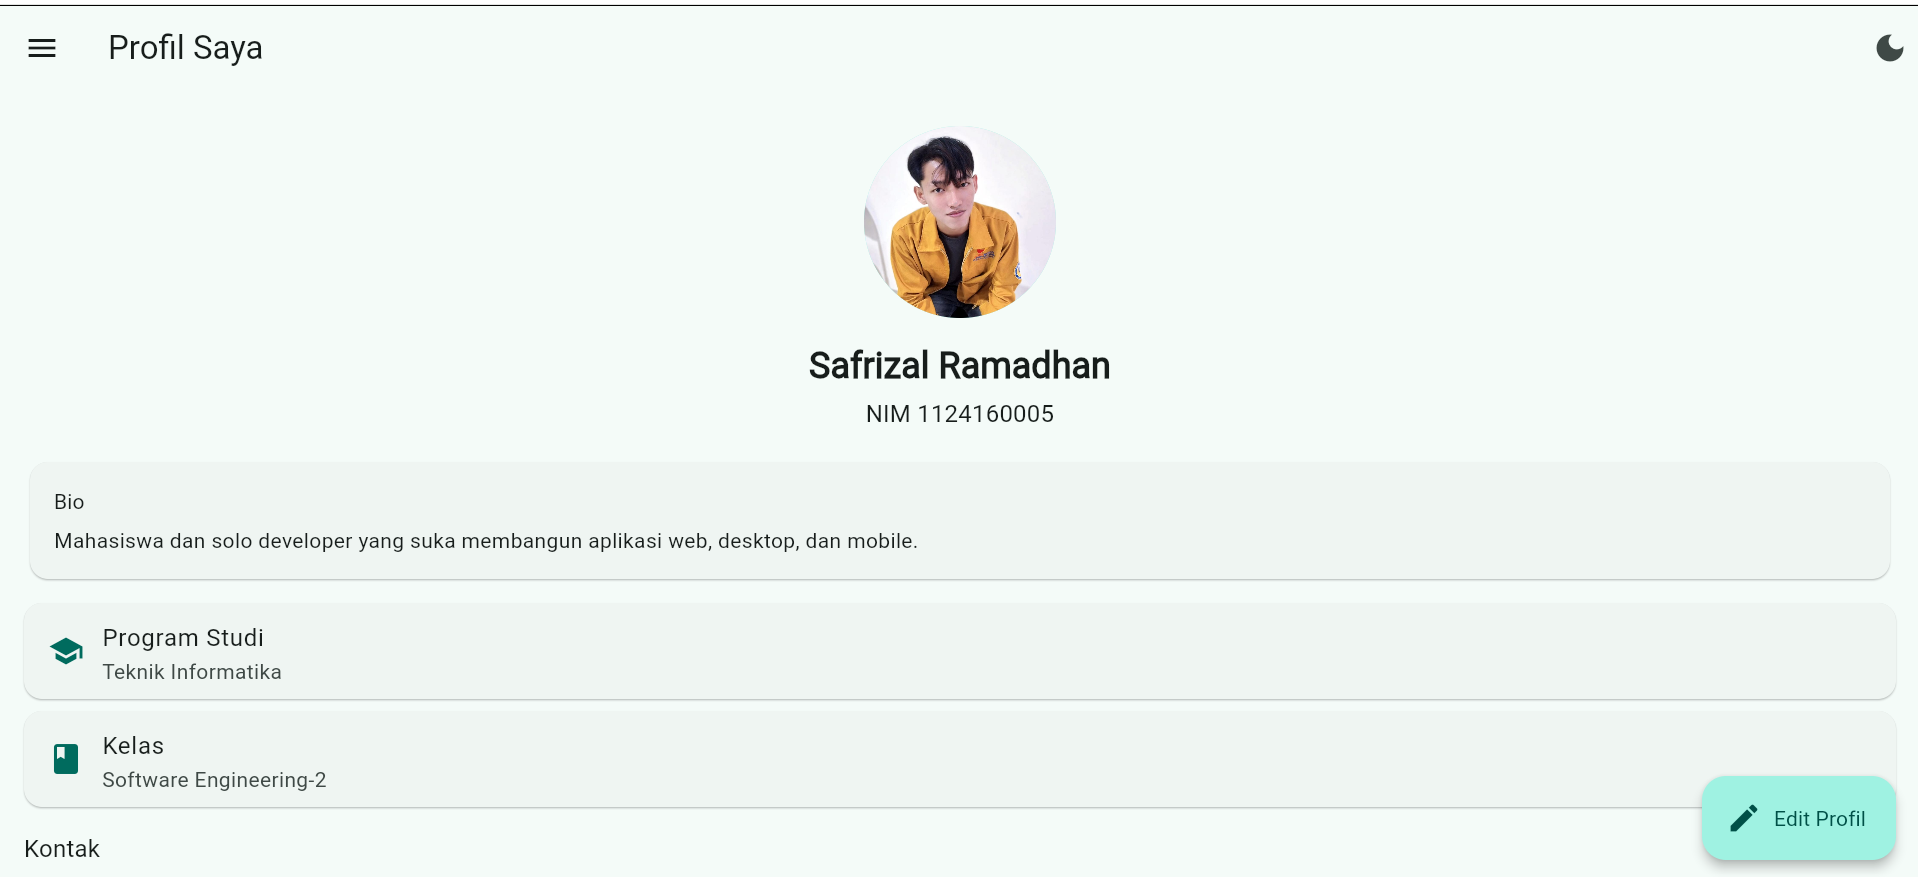 Profil Saya
Safrizal Ramadhan
NIM 1124160005
Bio
Mahasiswa dan solo developer yang suka membangun aplikasi web, desktop, dan mobile.
Program Studi
Teknik Informatika
Kelas
Software Engineering-2
Edit Profil
Kontak